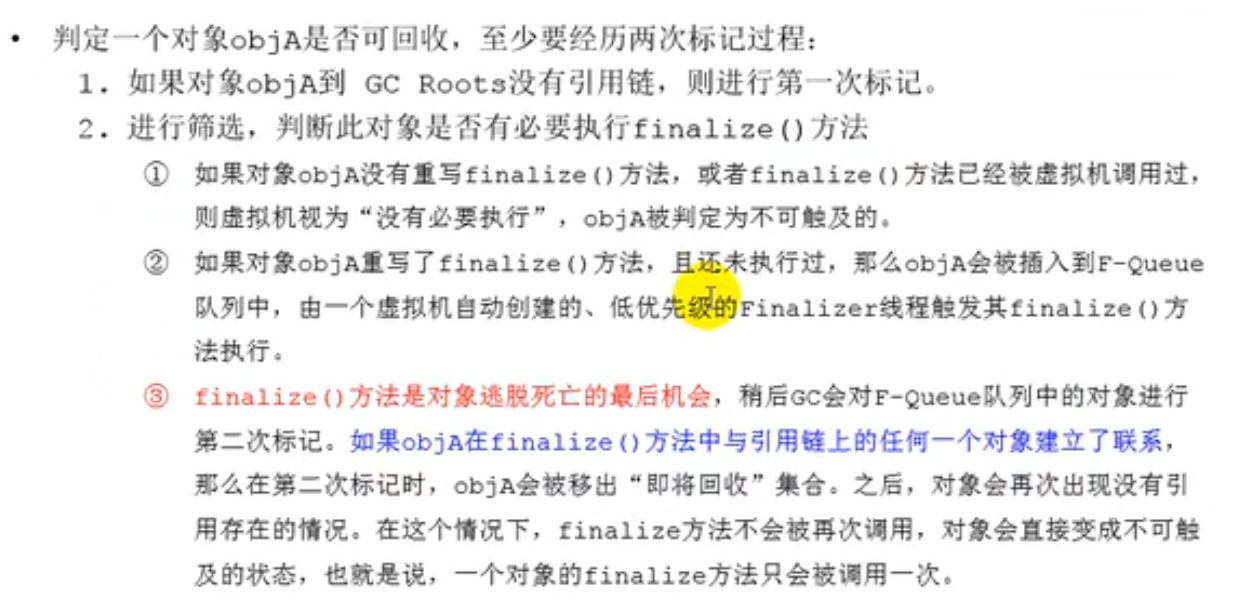 • 判定一个对象objA是否可回收，至少要经历两次标记过程：
1. 如果对象objA到 GC Roots没有引用链，则进行第一次标记。
2. 进行筛选，判断此对象是否有必要执行finalize()方法
① 如果对象objA没有重写finalize()方法，或者finalize()方法已经被虚拟机调用过，
则虚拟机视为“没有必要执行”，objA被判定为不可触及的。
② 如果对象objA重写了finalize()方法，且还未执行过，那么objA会被插入到F-Queue
队列中，由一个虚拟机自动创建的、低优先级的Finalizer线程触发其finalize()方
法执行。
③ finalize()方法是对象逃脱死亡的最后机会，稍后GC会对F-Queue队列中的对象进行
第二次标记。如果objA在finalize()方法中与引用链上的任何一个对象建立了联系，
那么在第二次标记时，objA会被移出“即将回收”集合。之后，对象会再次出现没有引
用存在的情况。在这个情况下，finalize方法不会被再次调用，对象会直接变成不可触
及的状态，也就是说，一个对象的finalize方法只会被调用一次。